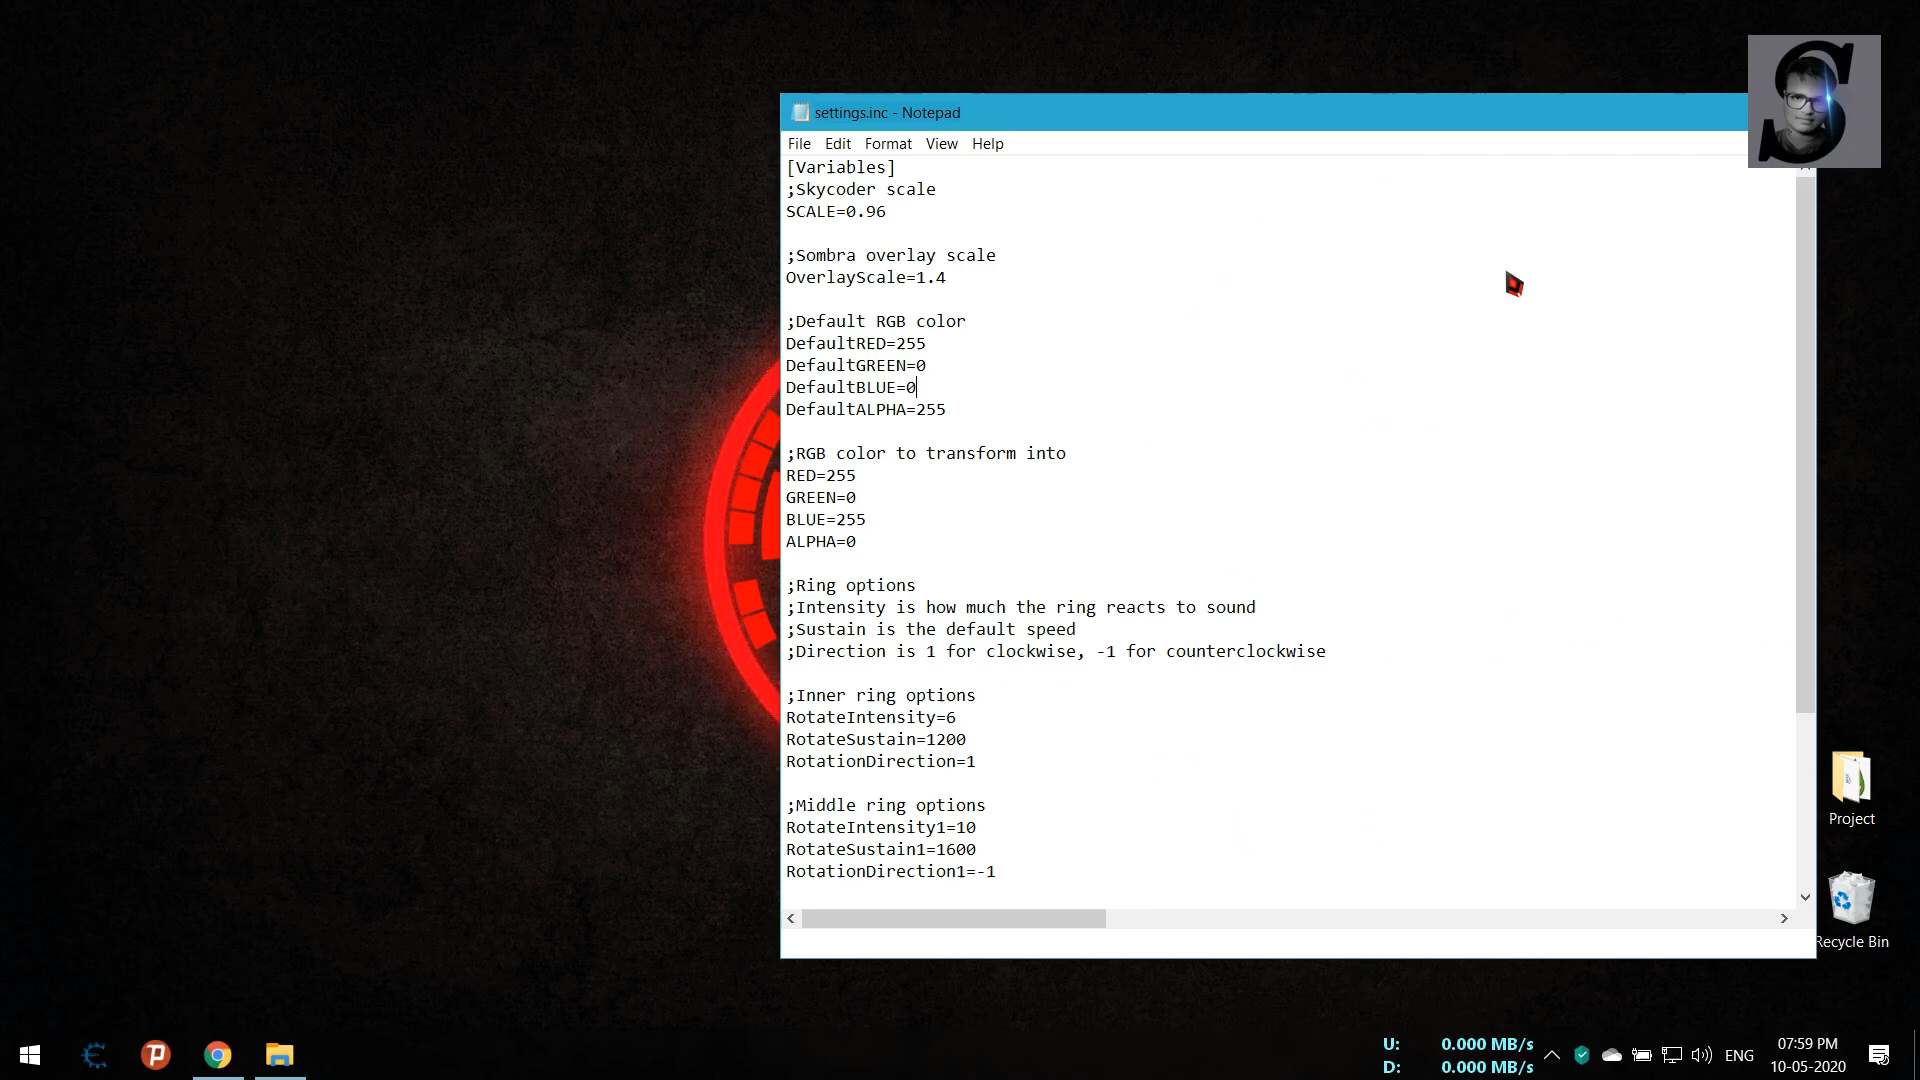 settings.inc - Notepad
File Edit Format View Help
[Variables]
;Skycoder scale
SCALE=0.96
;Sombra overlay scale
OverlayScale=1.4
;Default RGB color
DefaultRED=255
DefaultGREEN=0
DefaultBLUE=0
DefaultALPHA=255
;RGB color to transform into
RED=255
GREEN=0
BLUE=255
ALPHA=0
;Ring options
;Intensity is how much the ring reacts to sound
;Sustain is the default speed
;Direction is 1 for clockwise, -1 for counterclockwise
;Inner ring options
RotateIntensity=6
RotateSustain=1200
RotationDirection=1
;Middle ring options
RotateIntensity1=10
RotateSustain1=1600
RotationDirection1=-1
Project
Recycle Bin
U: 0.000 MB/s
D: 0.000 MB/s
ENG
07:59 PM
10-05-2020